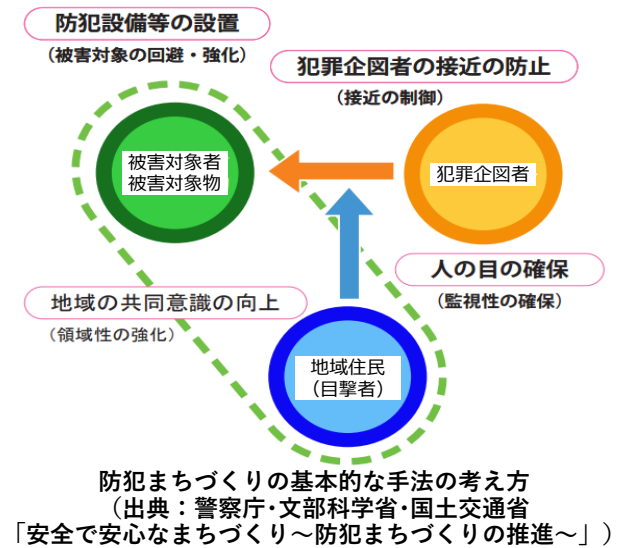 防犯設備等の設置
（被害対象の回避・強化）
犯罪企図者の接近の防止
（接近の制御）
被害対象者
被害対象物
犯罪企図者
人の目の確保
（監視性の確保）
地域の共同意識の向上
（領域性の強化）
地域住民
（目撃者）
防犯まちづくりの基本的な手法の考え方
（出典：警察庁･文部科学省･国土交通省
「安全で安心なまちづくり～防犯まちづくりの推進～」）